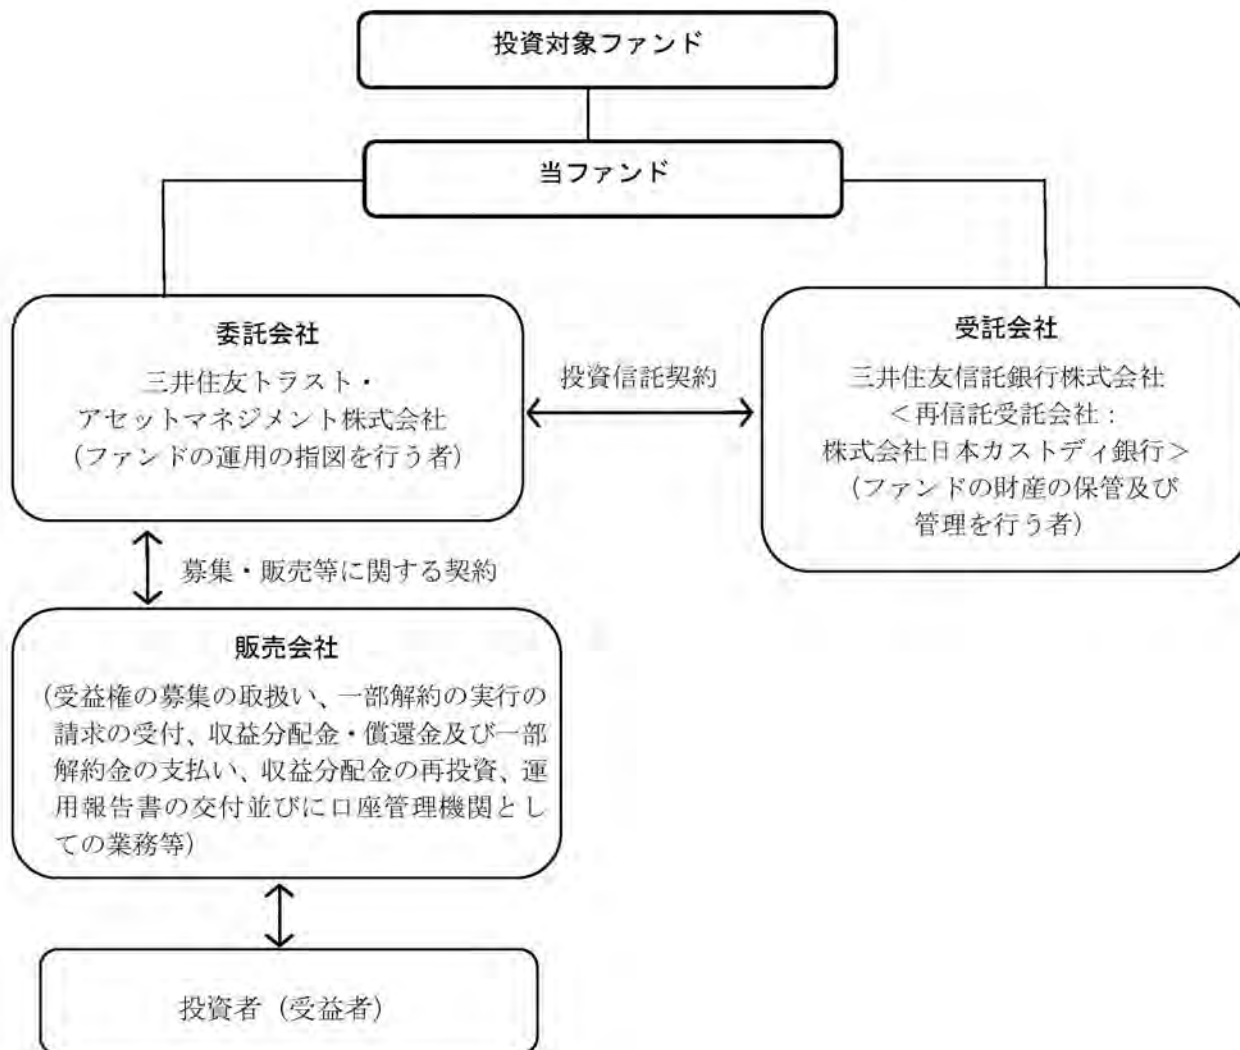 投資対象ファンド
当ファンド
委託会社
三井住友トラスト・
アセットマネジメント株式会社
（ファンドの運用の指図を行う者）
投資信託契約
受託会社
三井住友信託銀行株式会社
＜再信託受託会社：
株式会社日本カストディ銀行＞
（ファンドの財産の保管及び
管理を行う者）
募集・販売等に関する契約
販売会社
（受益権の募集の取扱い、一部解約の実行の
請求の受付、収益分配金・償還金及び一部
解約金の支払い、収益分配金の再投資、運
用報告書の交付並びに口座管理機関とし
ての業務等）
投資者（受益者）